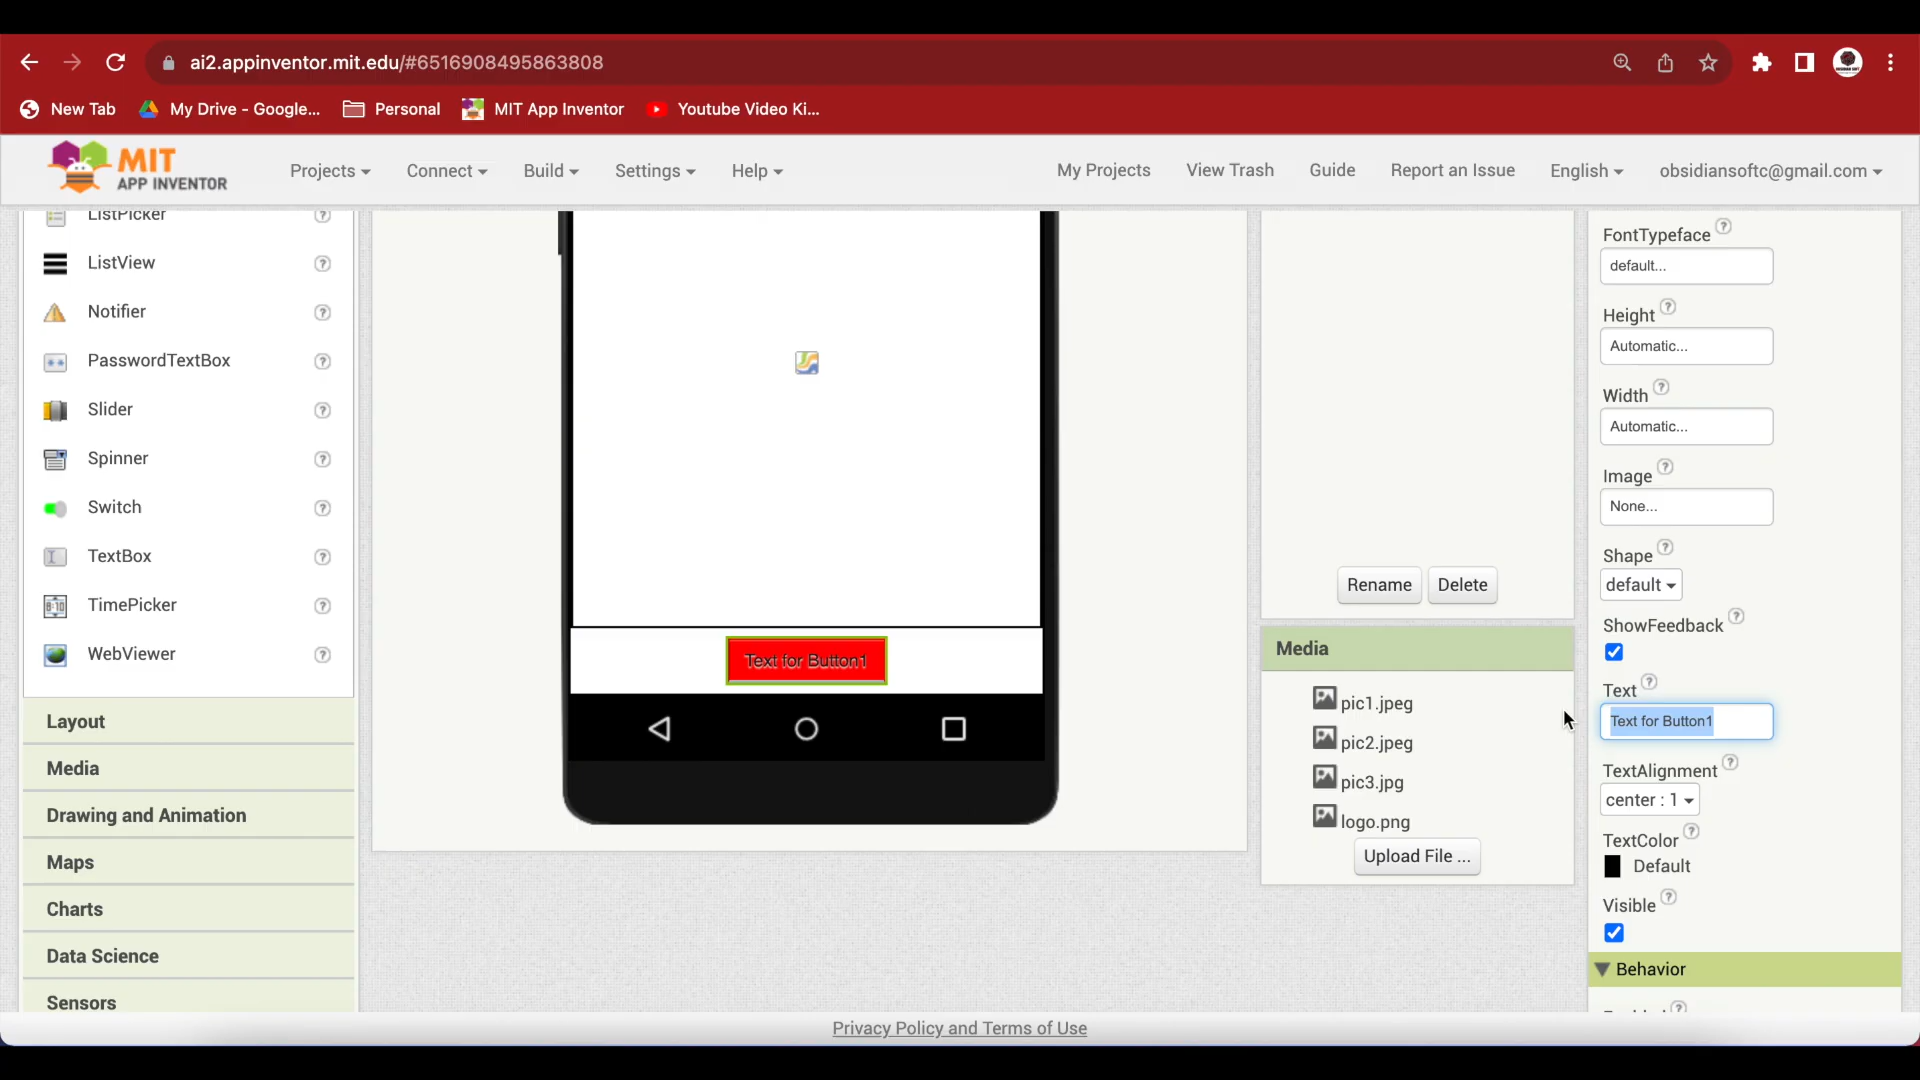 ai2.appinventor.mit.edu/#6516908495863808
New Tab
My Drive - Google...
Personal
MIT App Inventor
Youtube Video Ki...
MIT
APP INVENTOR
Projects
Connect
Build
Settings
Help
My Projects
View Trash
Guide
Report an Issue
English
obsidiansoftc@gmail.com
ListPicker
ListView
Notifier
PasswordTextBox
Slider
Spinner
Switch
TextBox
TimePicker
WebViewer
Layout
Media
Drawing and Animation
Maps
Charts
Data Science
Sensors
Text for Button1
Rename
Delete
Media
pic1.jpeg
pic2.jpeg
pic3.jpg
logo.png
Upload File ...
FontTypeface
default...
Height
Automatic...
Width
Automatic...
Image
None...
Shape
default
ShowFeedback
Text
Text for Button1
TextAlignment
center : 1
TextColor
Default
Visible
Behavior
Privacy Policy and Terms of Use